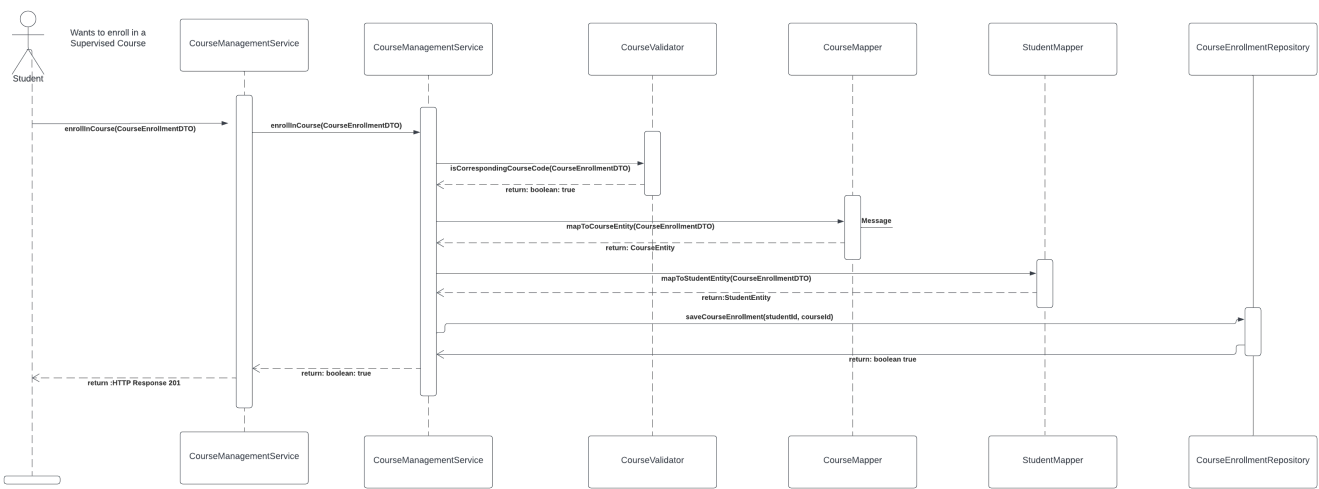 Wants to enroll in a
Supervised Course
Student
CourseManagementService
CourseManagementService
CourseValidator
CourseMapper
StudentMapper
CourseEnrollmentRepository
enrollInCourse(CourseEnrollmentDTO)
enrollInCourse(CourseEnrollmentDTO)
isCorrespondingCourseCode(CourseEnrollmentDTO)
return: boolean: true
mapToCourseEntity(CourseEnrollmentDTO)
Message
return: CourseEntity
mapToStudentEntity(CourseEnrollmentDTO)
return:StudentEntity
saveCourseEnrollment(studentId, courseId)
return: boolean true
return: boolean: true
return :HTTP Response 201
CourseManagementService
CourseManagementService
CourseValidator
CourseMapper
StudentMapper
CourseEnrollmentRepository